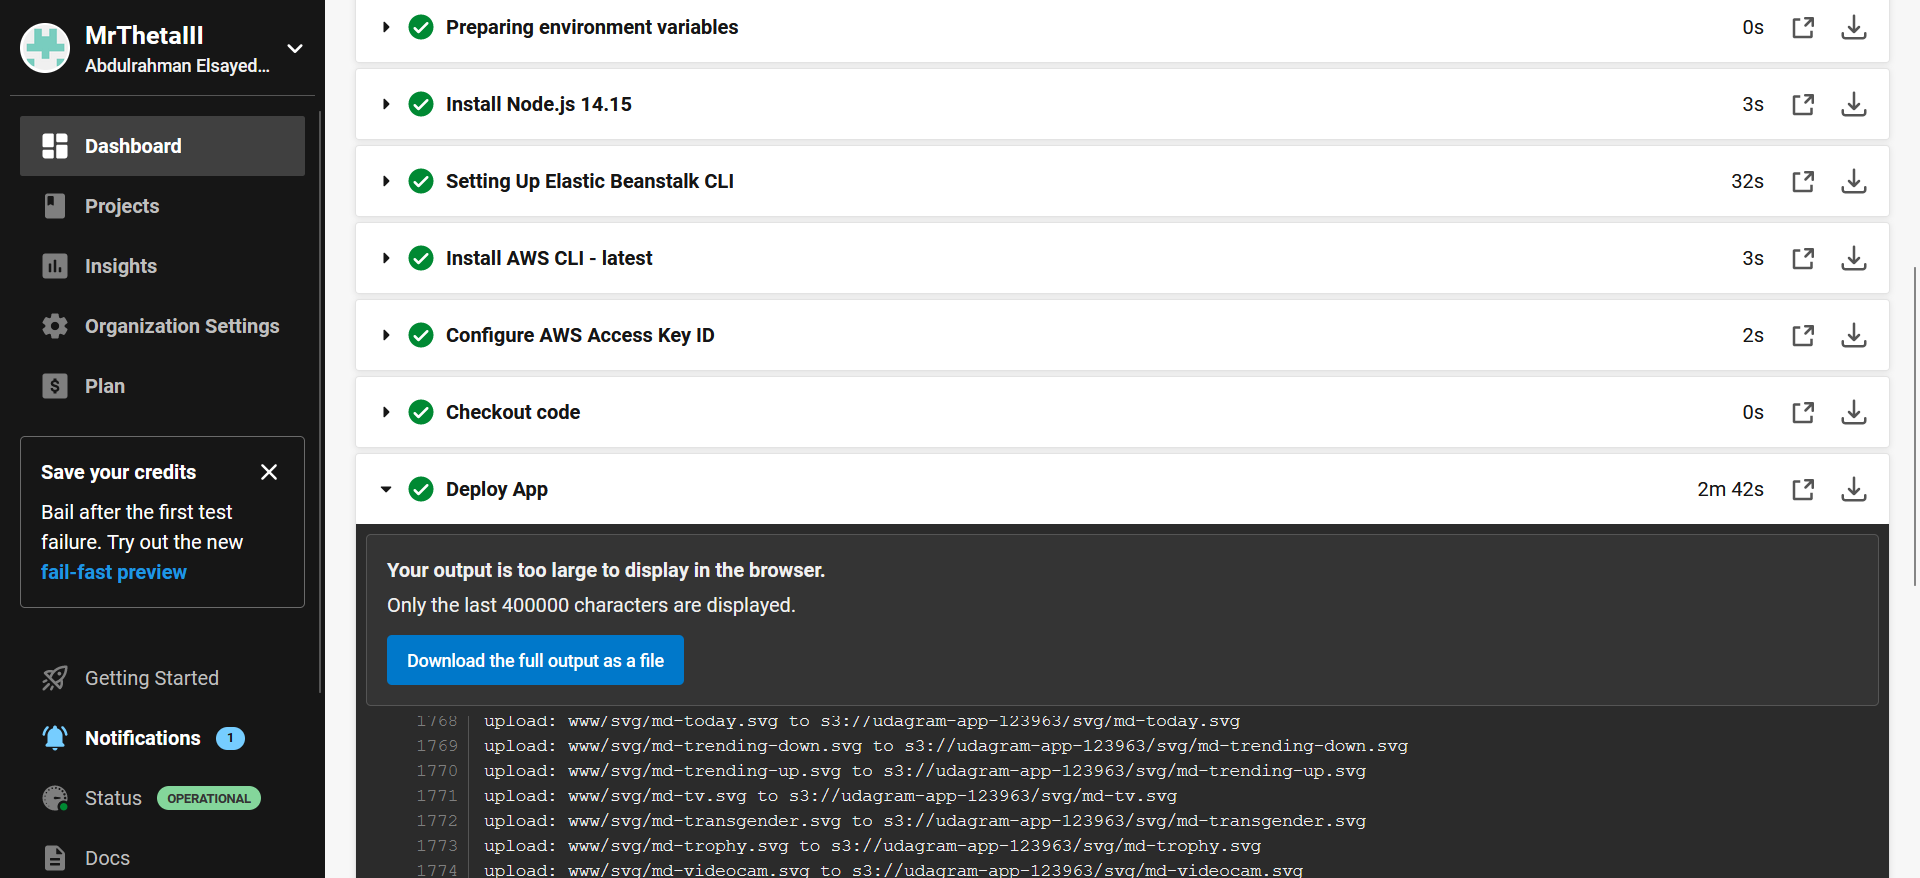 MrThetaIII
Abdulrahman Elsayed...
Dashboard
Projects
Insights
Organization Settings
Plan
Save your credits
Bail after the first test
failure. Try out the new
fail-fast preview
Getting Started
Notifications 1
Status OPERATIONAL
Docs
Preparing environment variables 0s
Install Node.js 14.15 3s
Setting Up Elastic Beanstalk CLI 32s
Install AWS CLI - latest 3s
Configure AWS Access Key ID 2s
Checkout code 0s
Deploy App 2m 42s
Your output is too large to display in the browser.
Only the last 400000 characters are displayed.
Download the full output as a file
1768 upload: www/svg/md-today.svg to s3://udagram-app-123963/svg/md-today.svg
1769 upload: www/svg/md-trending-down.svg to s3://udagram-app-123963/svg/md-trending-down.svg
1770 upload: www/svg/md-trending-up.svg to s3://udagram-app-123963/svg/md-trending-up.svg
1771 upload: www/svg/md-tv.svg to s3://udagram-app-123963/svg/md-tv.svg
1772 upload: www/svg/md-transgender.svg to s3://udagram-app-123963/svg/md-transgender.svg
1773 upload: www/svg/md-trophy.svg to s3://udagram-app-123963/svg/md-trophy.svg
1774 upload: www/svg/md-videocam.svg to s3://udagram-app-123963/svg/md-videocam.svg